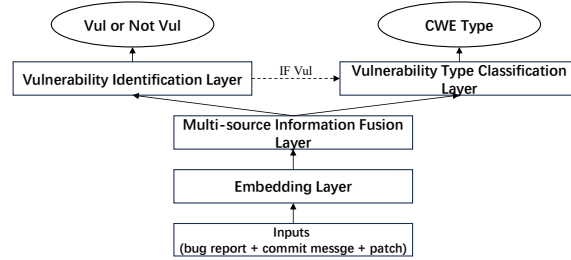 Vul or Not Vul
CWE Type
Vulnerability Identification Layer
IF Vul
Vulnerability Type Classification
Layer
Multi-source Information Fusion
Layer
Embedding Layer
Inputs
(bug report + commit messge + patch)